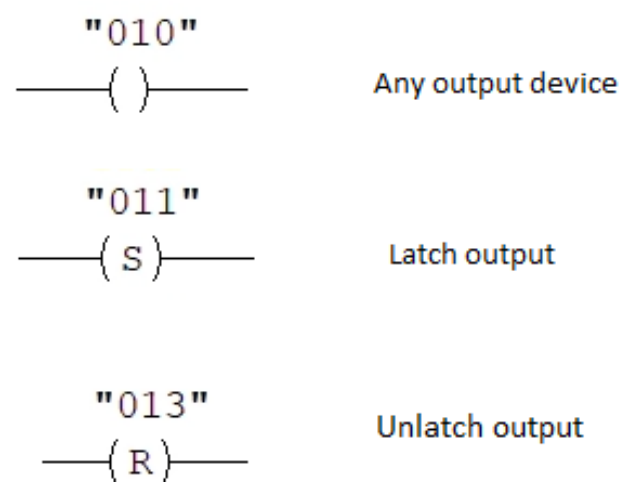 "010"
( ) Any output device
"011"
( S ) Latch output
"013"
( R ) Unlatch output